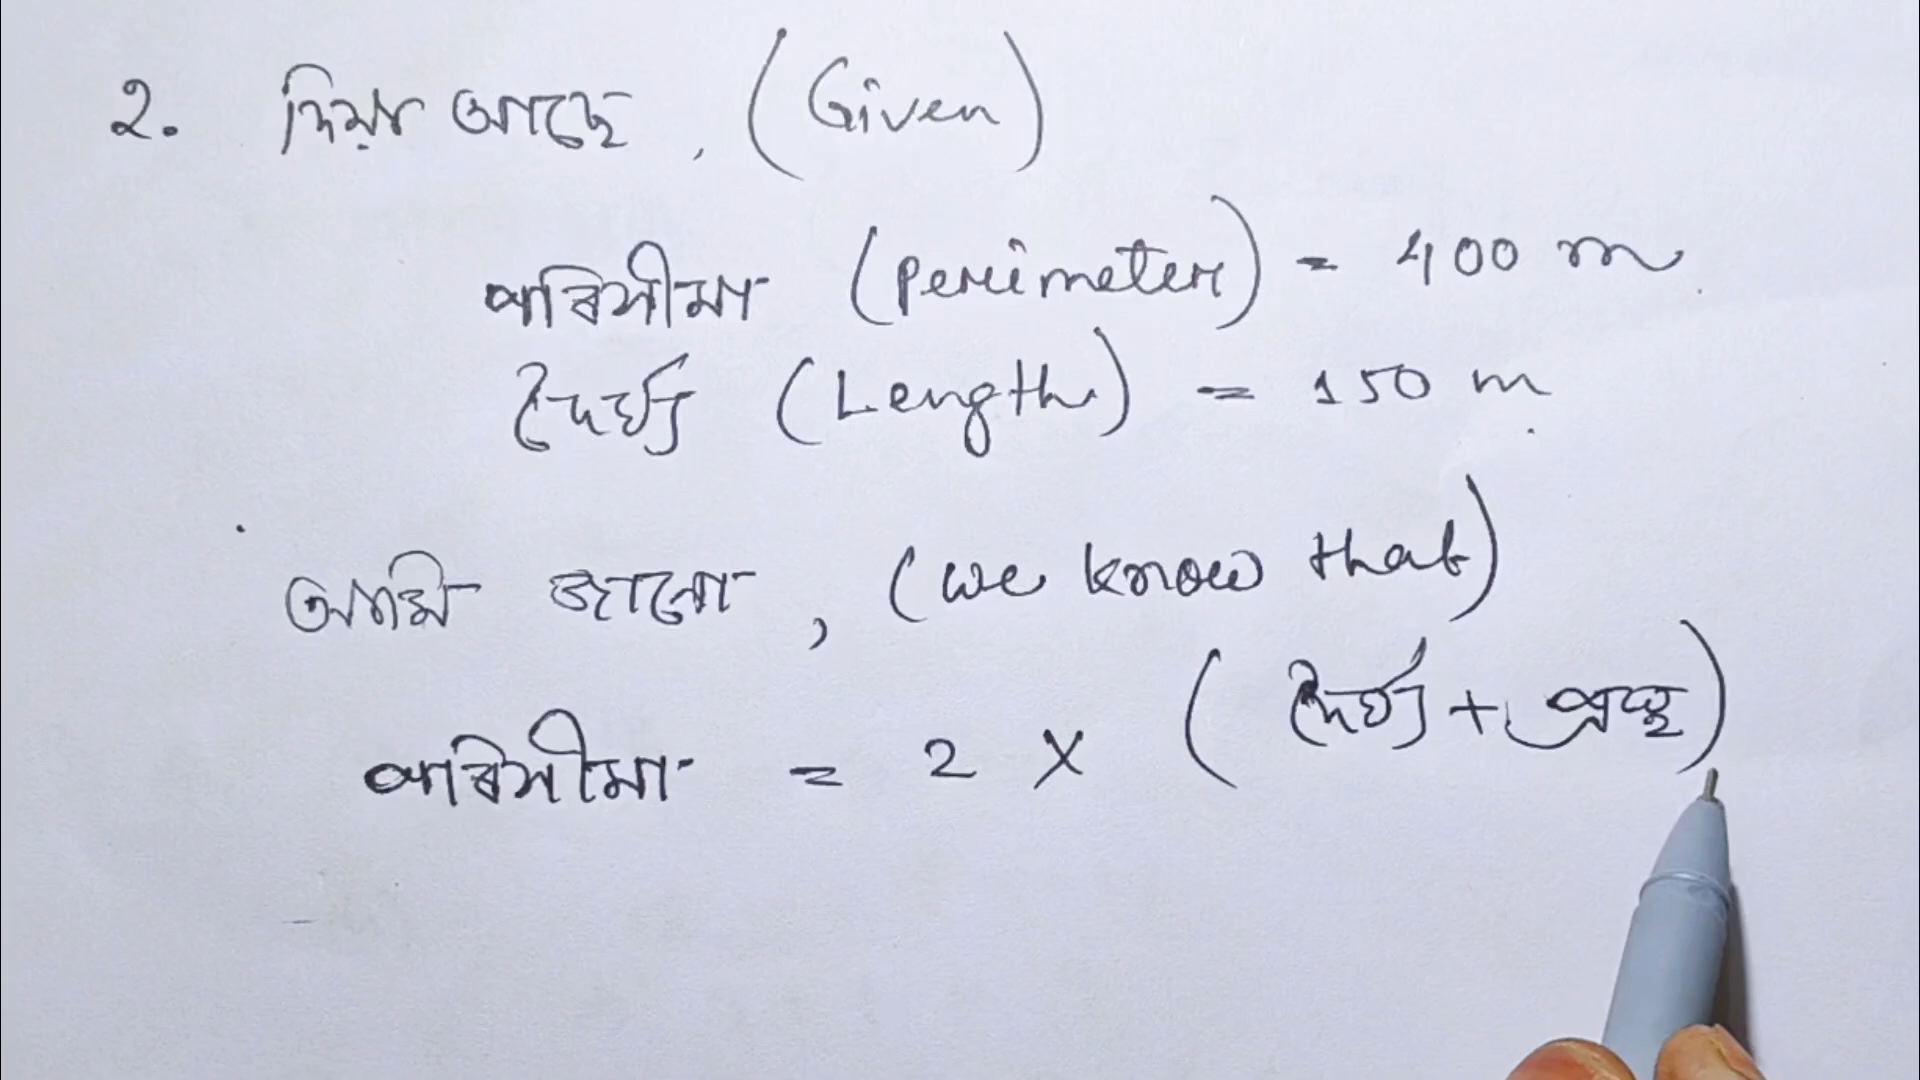 2. দিয়া আছে, (Given)
পৰিসীমা (perimeter) = 400 m
দৈৰ্ঘ্য (Length) = 150 m
আমি জানো, (we know that)
পৰিসীমা = 2 × (দৈৰ্ঘ্য + প্ৰস্থ)